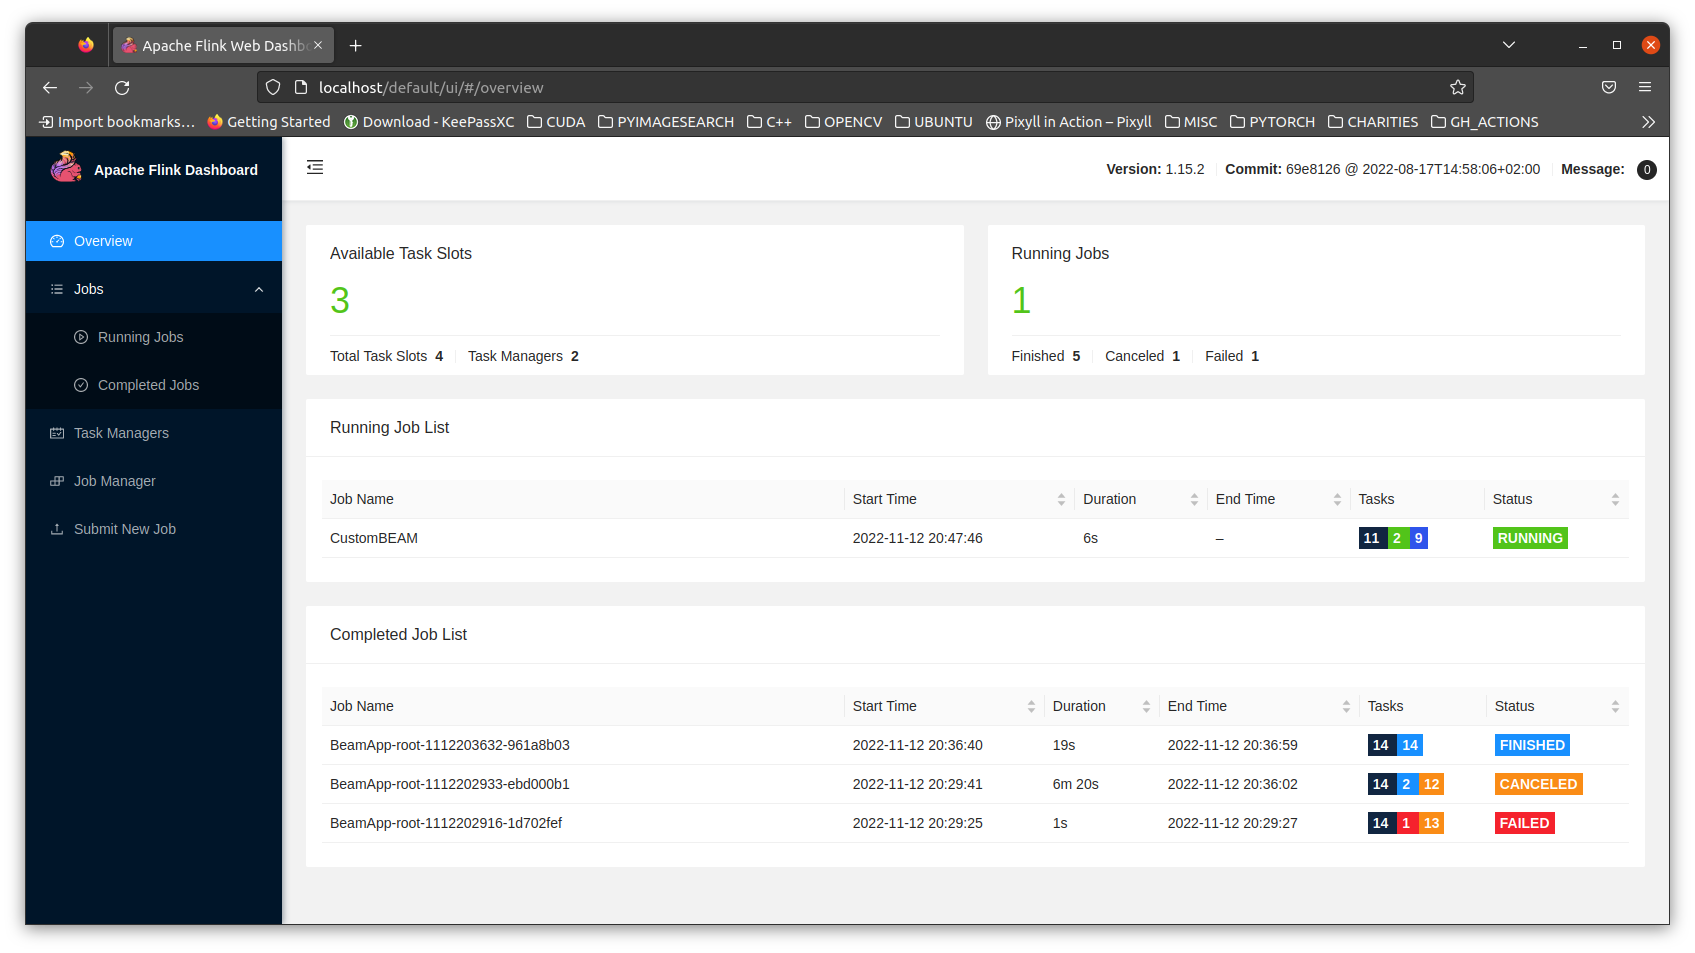 Apache Flink Web Dashb
localhost/default/ui/#/overview
Import bookmarks... Getting Started Download - KeePassXC CUDA PYIMAGESEARCH C++ OPENCV UBUNTU Pixyll in Action – Pixyll MISC PYTORCH CHARITIES GH_ACTIONS
Apache Flink Dashboard
Version: 1.15.2 Commit: 69e8126 @ 2022-08-17T14:58:06+02:00 Message: 0
Overview
Jobs
Running Jobs
Completed Jobs
Task Managers
Job Manager
Submit New Job
Available Task Slots
3
Total Task Slots 4 Task Managers 2
Running Jobs
1
Finished 5 Canceled 1 Failed 1
Running Job List
Job Name Start Time Duration End Time Tasks Status
CustomBEAM 2022-11-12 20:47:46 6s – 11 2 9 RUNNING
Completed Job List
Job Name Start Time Duration End Time Tasks Status
BeamApp-root-1112203632-961a8b03 2022-11-12 20:36:40 19s 2022-11-12 20:36:59 14 14 FINISHED
BeamApp-root-1112202933-ebd000b1 2022-11-12 20:29:41 6m 20s 2022-11-12 20:36:02 14 2 12 CANCELED
BeamApp-root-1112202916-1d702fef 2022-11-12 20:29:25 1s 2022-11-12 20:29:27 14 1 13 FAILED